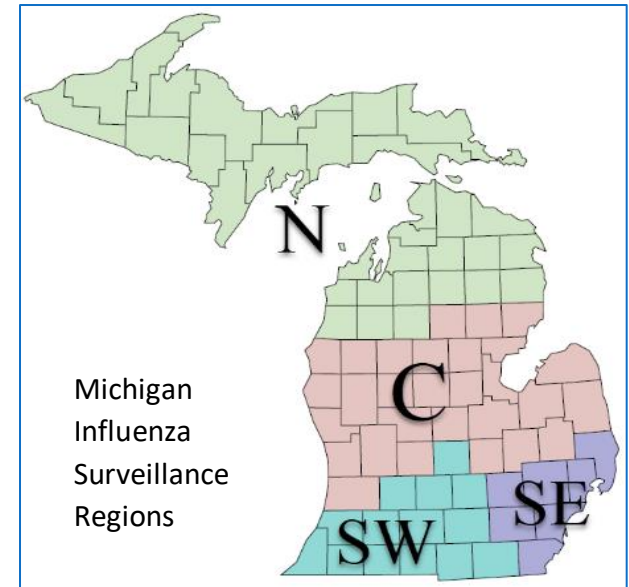 N
C
Michigan
Influenza
Surveillance
Regions
SE
SW